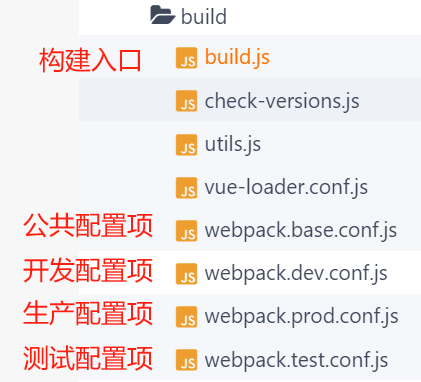 build
构建入口 build.js
check-versions.js
utils.js
vue-loader.conf.js
公共配置项 webpack.base.conf.js
开发配置项 webpack.dev.conf.js
生产配置项 webpack.prod.conf.js
测试配置项 webpack.test.conf.js